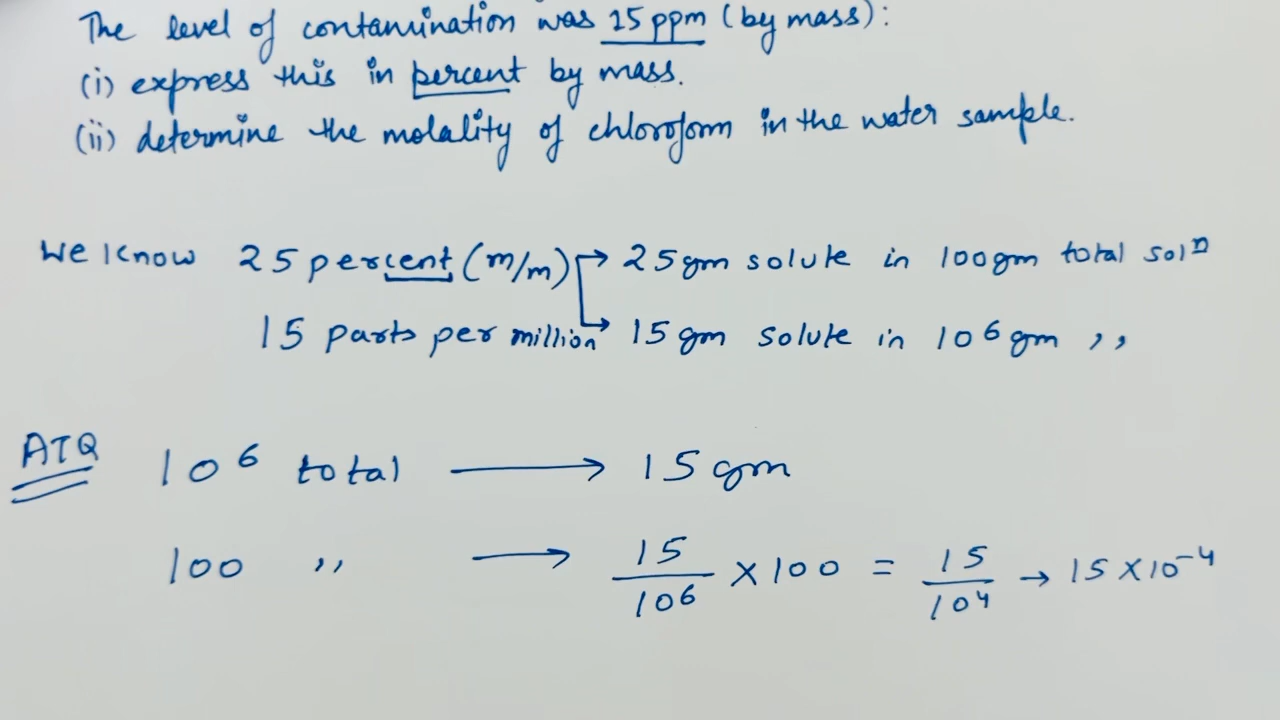 The level of contamination was 15 ppm (by mass):
(i) express this in percent by mass.
(ii) determine the molality of chloroform in the water sample.
We know 25 percent (m/m) → 25 gm solute in 100 gm total solⁿ
15 parts per million → 15 gm solute in 10⁶ gm ,,
ATQ 10⁶ total → 15 gm
100 ,, → 15/10⁶ × 100 = 15/10⁴ → 15 × 10⁻⁴